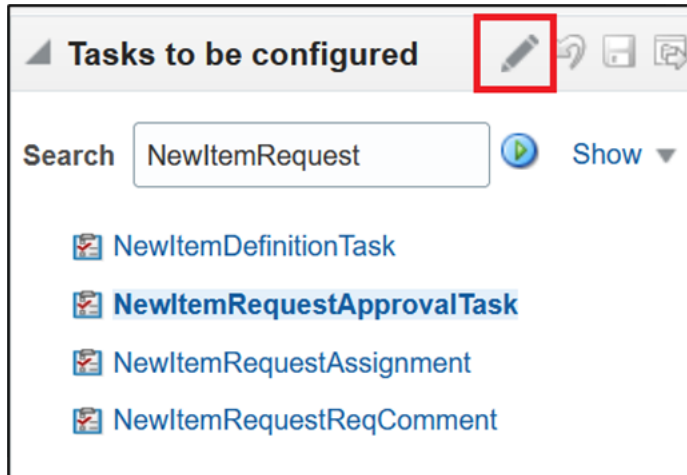 Tasks to be configured
Search NewItemRequest Show
NewItemDefinitionTask
NewItemRequestApprovalTask
NewItemRequestAssignment
NewItemRequestReqComment